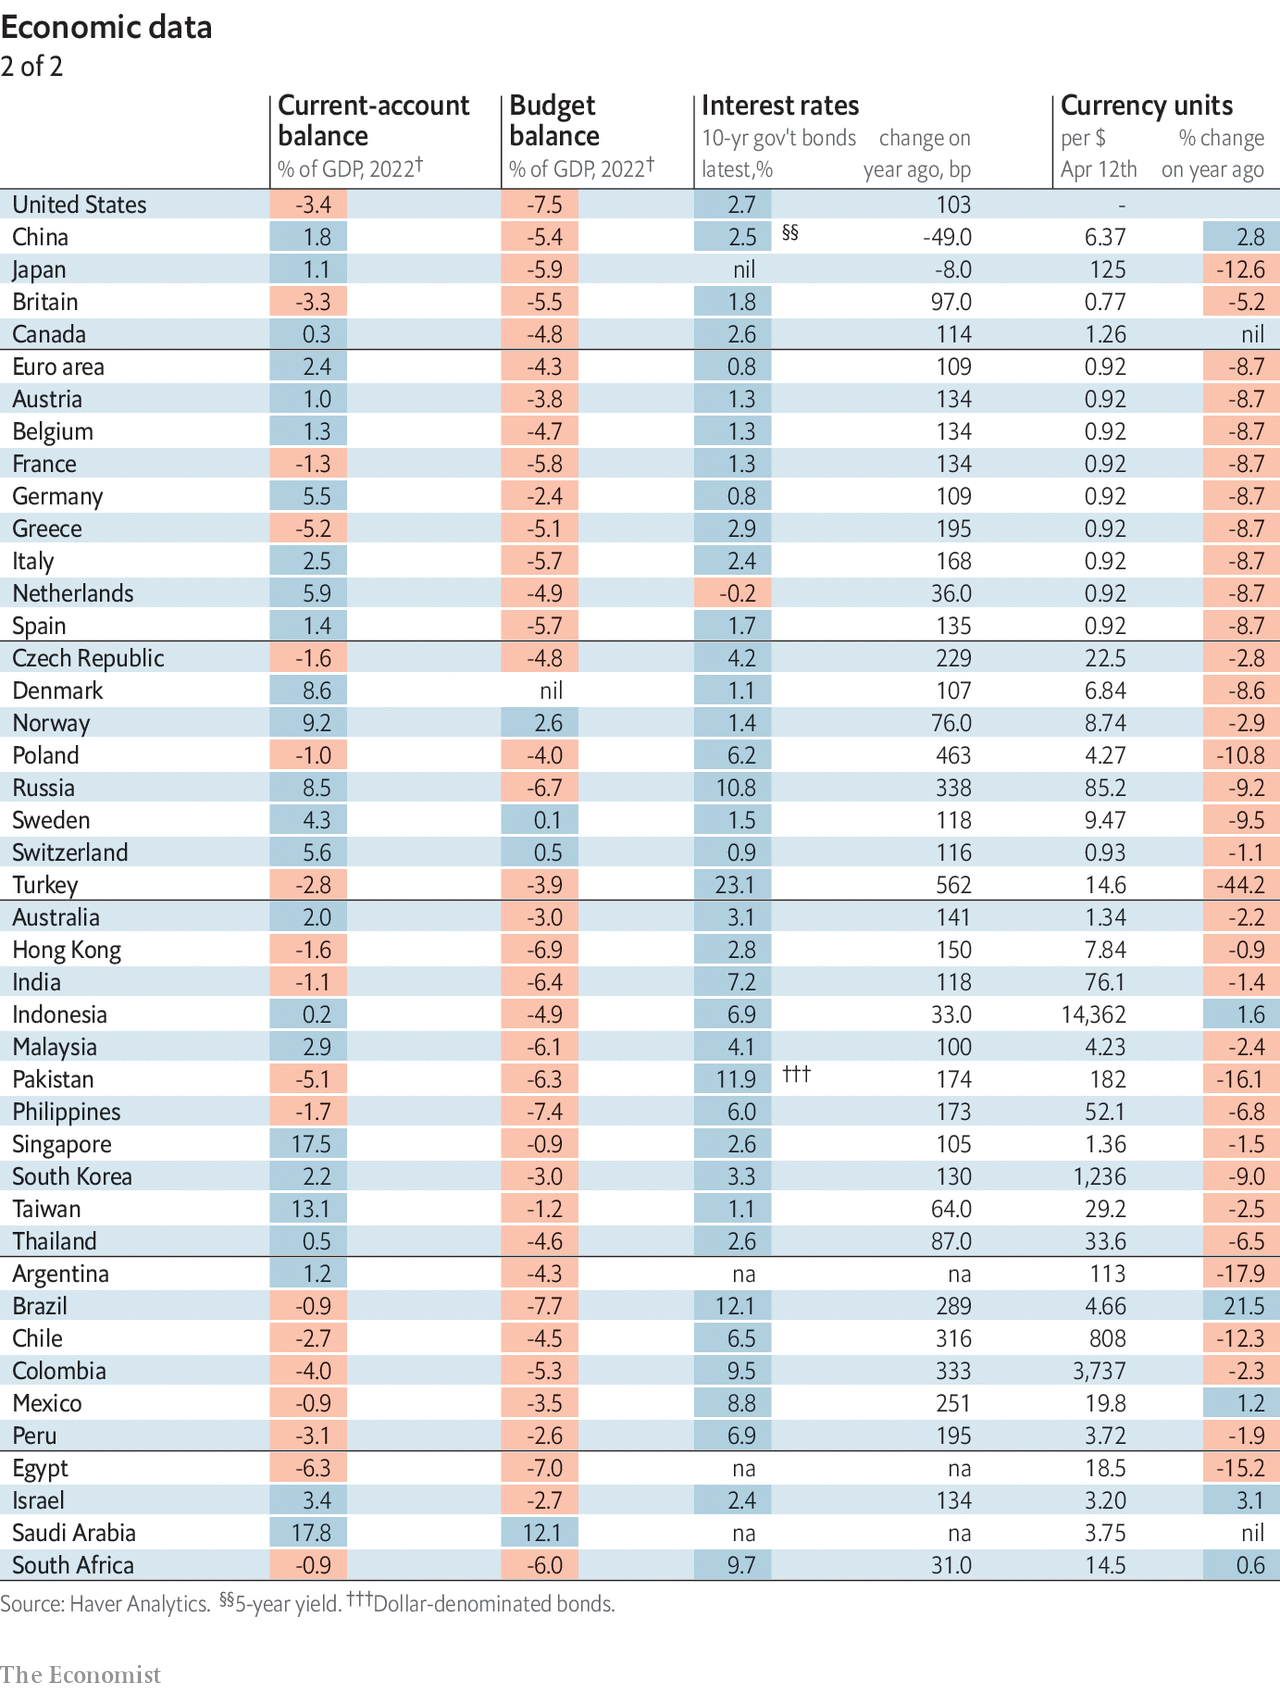 Economic data
2 of 2
Current-account balance Budget balance Interest rates Currency units
% of GDP, 2022† % of GDP, 2022† 10-yr gov't bonds latest,% change on year ago, bp per $ Apr 12th % change on year ago
United States -3.4 -7.5 2.7 103 -
China 1.8 -5.4 2.5 §§ -49.0 6.37 2.8
Japan 1.1 -5.9 nil -8.0 125 -12.6
Britain -3.3 -5.5 1.8 97.0 0.77 -5.2
Canada 0.3 -4.8 2.6 114 1.26 nil
Euro area 2.4 -4.3 0.8 109 0.92 -8.7
Austria 1.0 -3.8 1.3 134 0.92 -8.7
Belgium 1.3 -4.7 1.3 134 0.92 -8.7
France -1.3 -5.8 1.3 134 0.92 -8.7
Germany 5.5 -2.4 0.8 109 0.92 -8.7
Greece -5.2 -5.1 2.9 195 0.92 -8.7
Italy 2.5 -5.7 2.4 168 0.92 -8.7
Netherlands 5.9 -4.9 -0.2 36.0 0.92 -8.7
Spain 1.4 -5.7 1.7 135 0.92 -8.7
Czech Republic -1.6 -4.8 4.2 229 22.5 -2.8
Denmark 8.6 nil 1.1 107 6.84 -8.6
Norway 9.2 2.6 1.4 76.0 8.74 -2.9
Poland -1.0 -4.0 6.2 463 4.27 -10.8
Russia 8.5 -6.7 10.8 338 85.2 -9.2
Sweden 4.3 0.1 1.5 118 9.47 -9.5
Switzerland 5.6 0.5 0.9 116 0.93 -1.1
Turkey -2.8 -3.9 23.1 562 14.6 -44.2
Australia 2.0 -3.0 3.1 141 1.34 -2.2
Hong Kong -1.6 -6.9 2.8 150 7.84 -0.9
India -1.1 -6.4 7.2 118 76.1 -1.4
Indonesia 0.2 -4.9 6.9 33.0 14,362 1.6
Malaysia 2.9 -6.1 4.1 100 4.23 -2.4
Pakistan -5.1 -6.3 11.9 ††† 174 182 -16.1
Philippines -1.7 -7.4 6.0 173 52.1 -6.8
Singapore 17.5 -0.9 2.6 105 1.36 -1.5
South Korea 2.2 -3.0 3.3 130 1,236 -9.0
Taiwan 13.1 -1.2 1.1 64.0 29.2 -2.5
Thailand 0.5 -4.6 2.6 87.0 33.6 -6.5
Argentina 1.2 -4.3 na na 113 -17.9
Brazil -0.9 -7.7 12.1 289 4.66 21.5
Chile -2.7 -4.5 6.5 316 808 -12.3
Colombia -4.0 -5.3 9.5 333 3,737 -2.3
Mexico -0.9 -3.5 8.8 251 19.8 1.2
Peru -3.1 -2.6 6.9 195 3.72 -1.9
Egypt -6.3 -7.0 na na 18.5 -15.2
Israel 3.4 -2.7 2.4 134 3.20 3.1
Saudi Arabia 17.8 12.1 na na 3.75 nil
South Africa -0.9 -6.0 9.7 31.0 14.5 0.6
Source: Haver Analytics. §§5-year yield. †††Dollar-denominated bonds.
The Economist